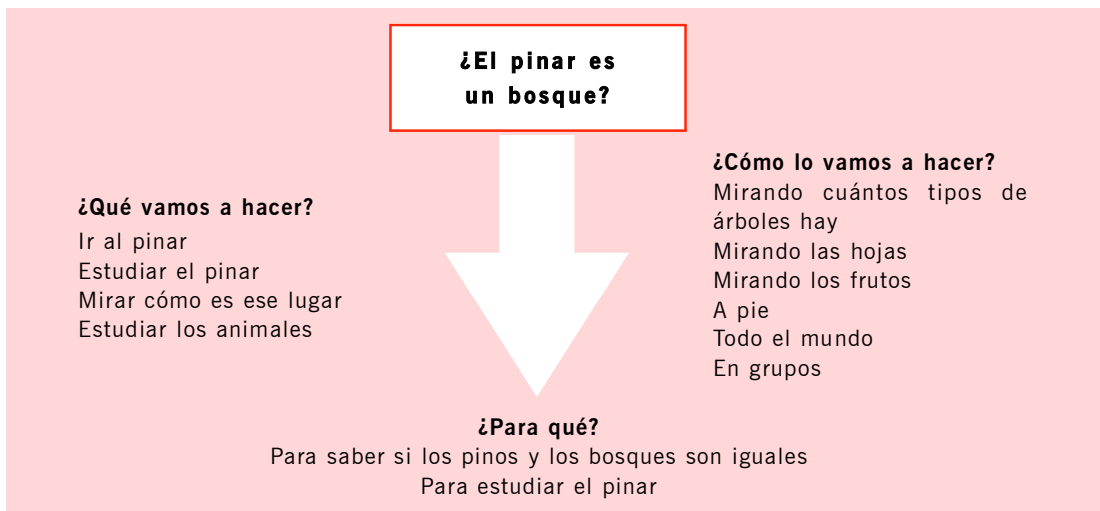 ¿El pinar es
un bosque?
¿Qué vamos a hacer?
Ir al pinar
Estudiar el pinar
Mirar cómo es ese lugar
Estudiar los animales
¿Cómo lo vamos a hacer?
Mirando cuántos tipos de
árboles hay
Mirando las hojas
Mirando los frutos
A pie
Todo el mundo
En grupos
¿Para qué?
Para saber si los pinos y los bosques son iguales
Para estudiar el pinar